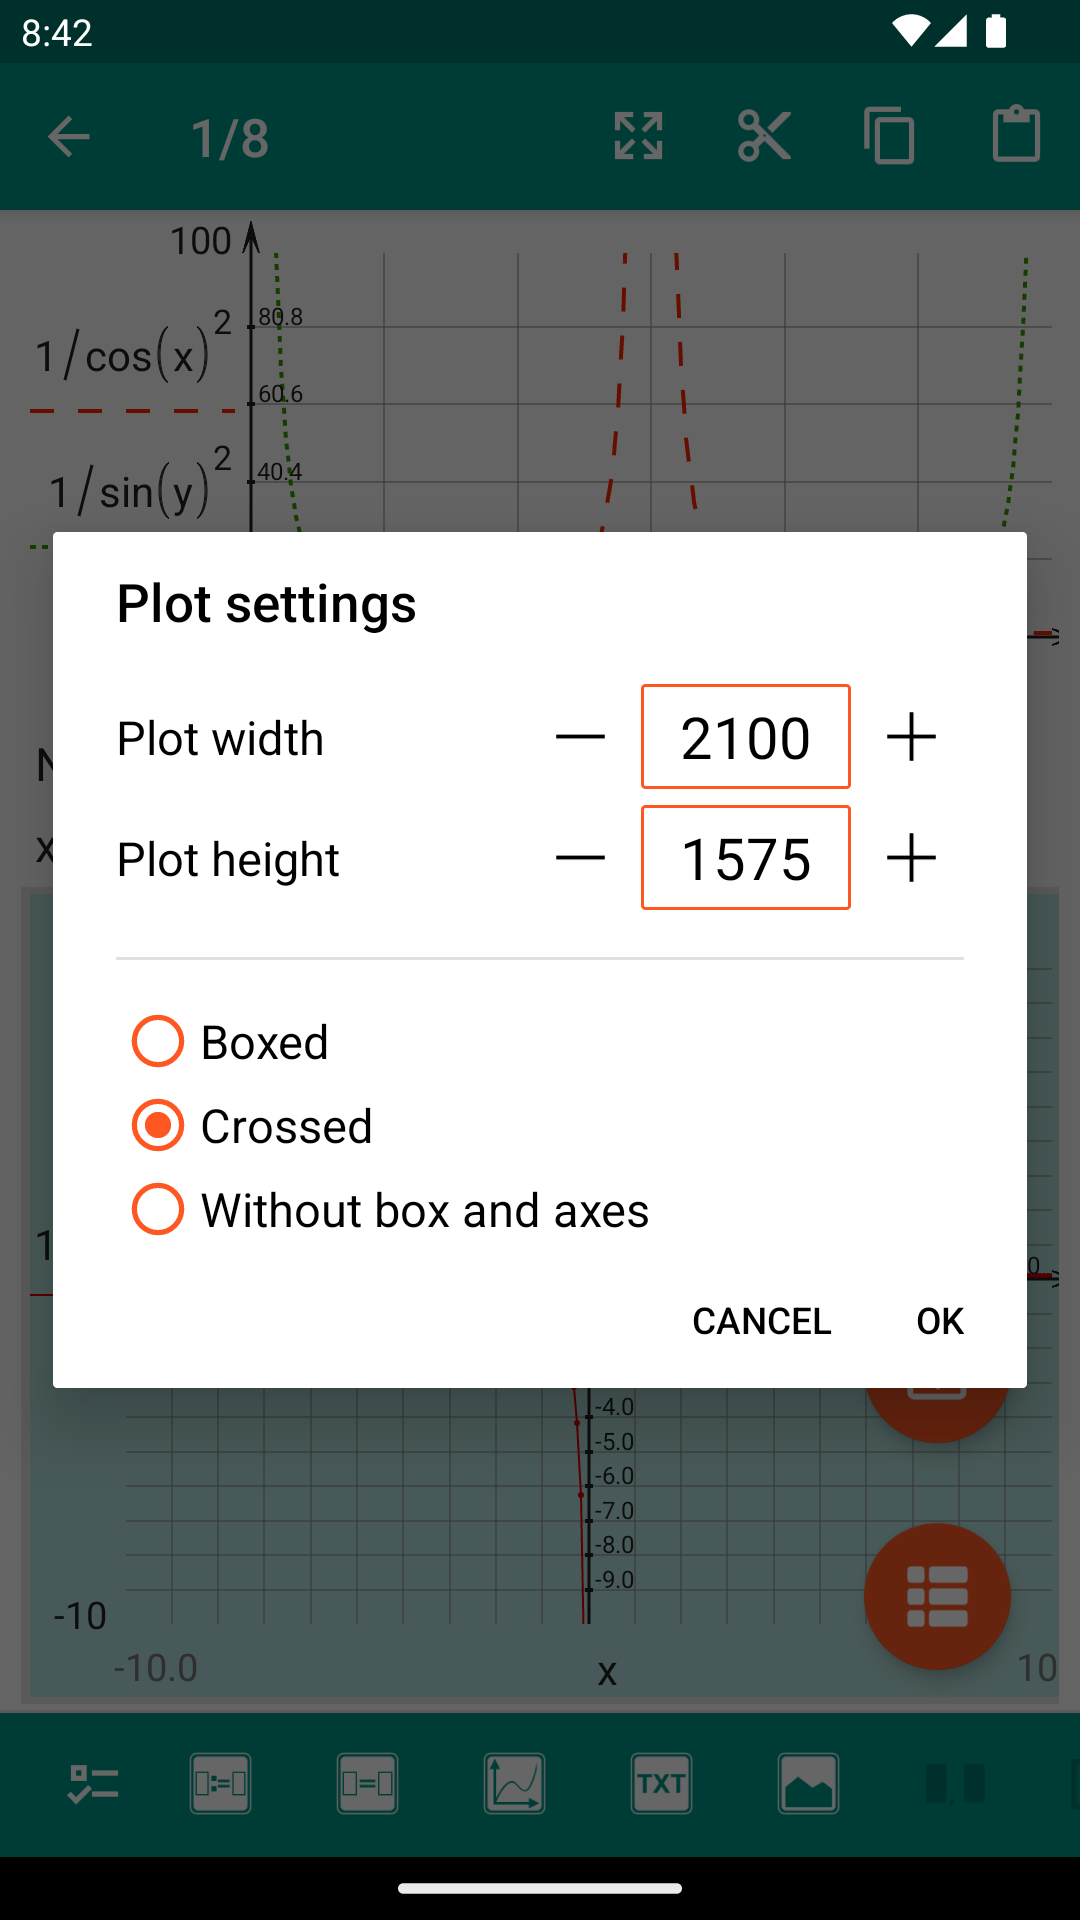 8:42
1/8
100
80.8
1/cos(x)2
60.6
40.4
1/sin(y)2
Plot settings
Plot width
2100
Plot height
1575
Boxed
Crossed
Without box and axes
CANCEL
OK
N
x
1
0
-4.0
-5.0
-6.0
-7.0
-8.0
-9.0
-10
-10.0
x
10
:=
=
TXT